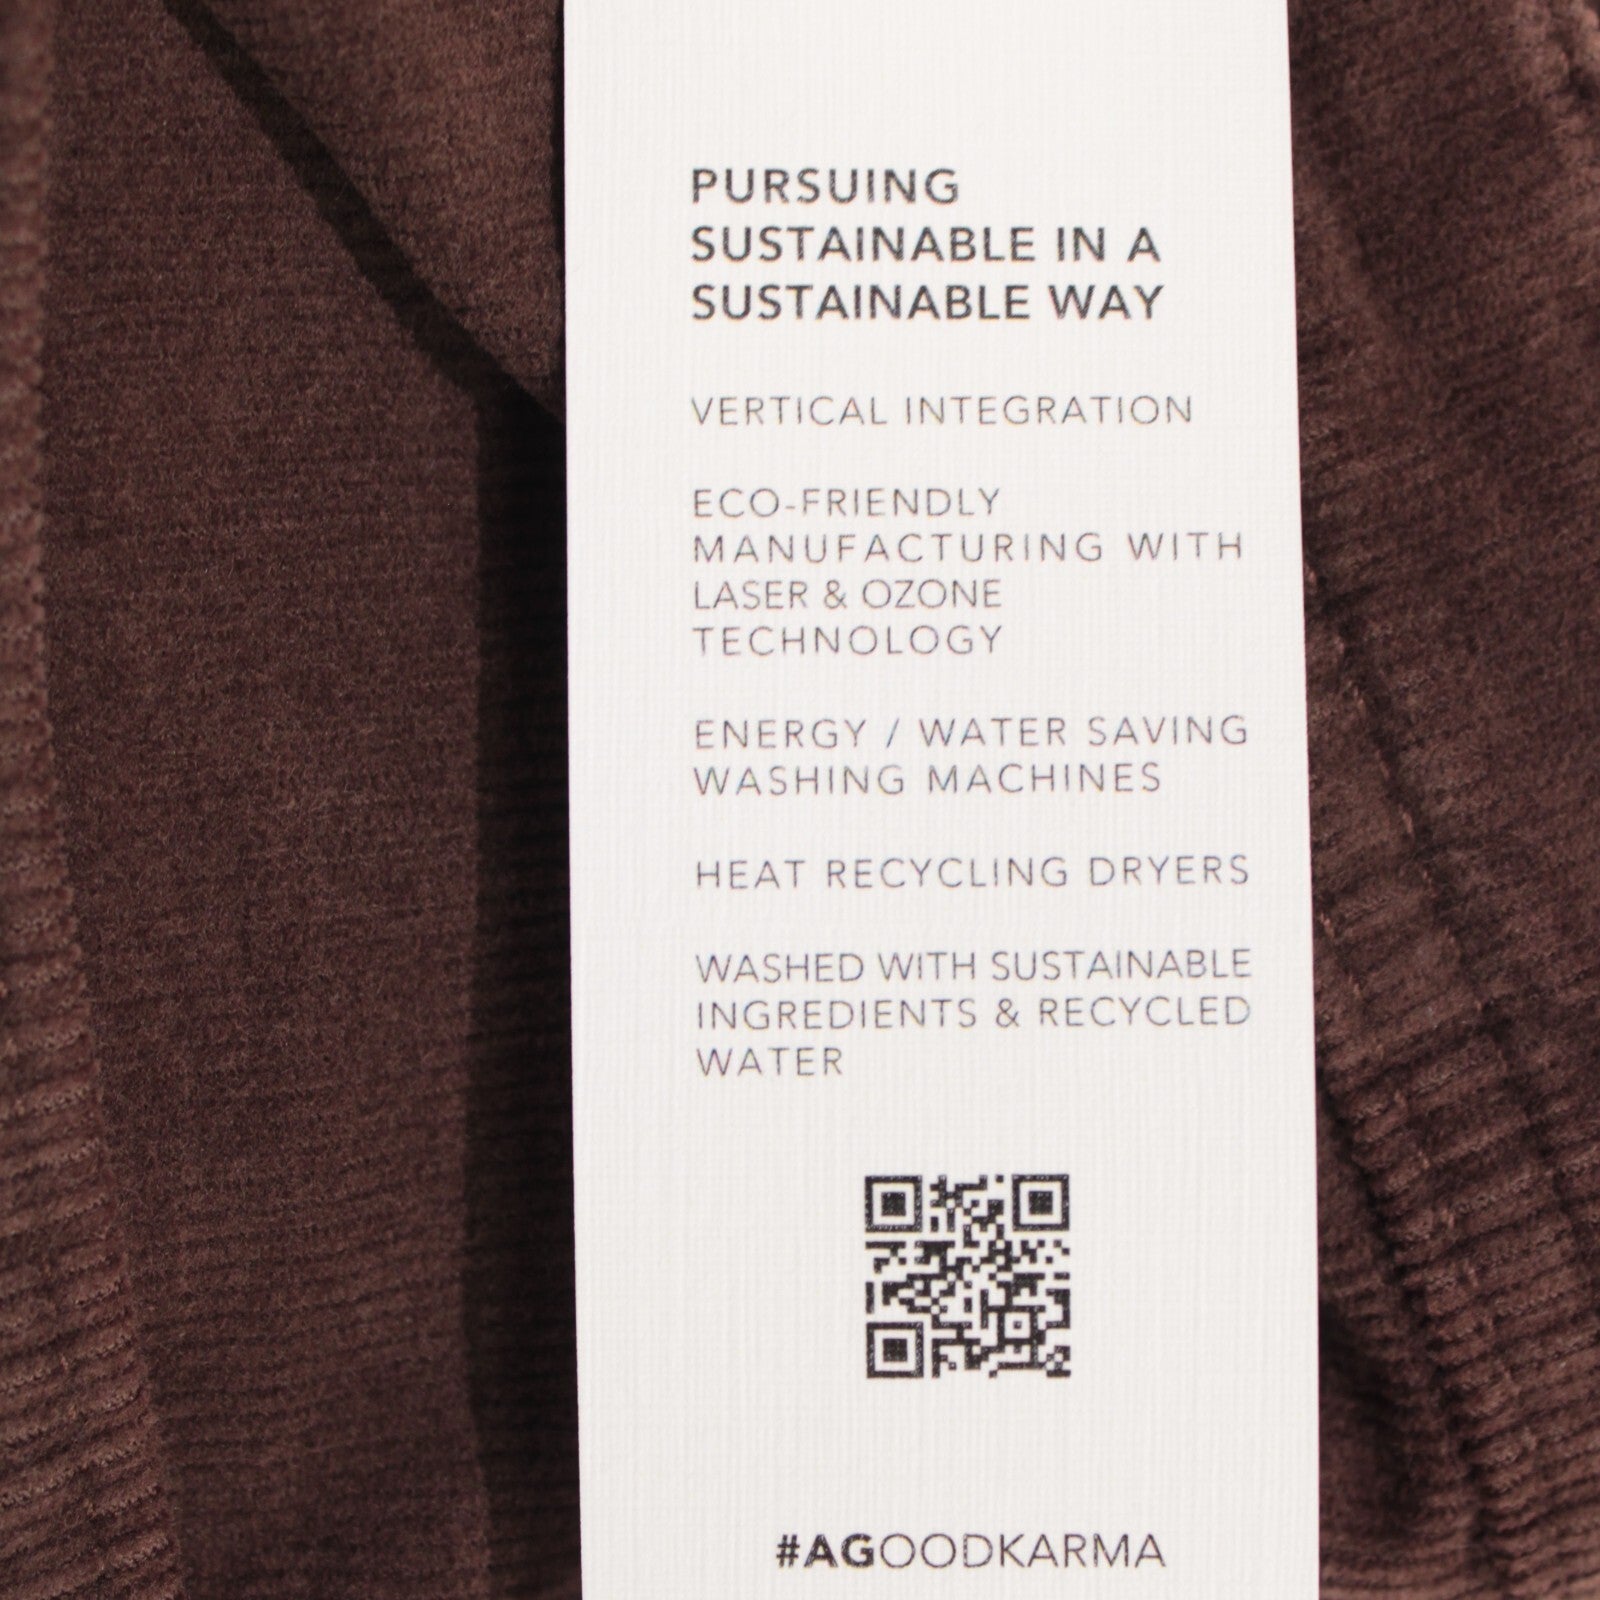 PURSUING
SUSTAINABLE IN A
SUSTAINABLE WAY
VERTICAL INTEGRATION
ECO-FRIENDLY
MANUFACTURING WITH
LASER & OZONE
TECHNOLOGY
ENERGY / WATER SAVING
WASHING MACHINES
HEAT RECYCLING DRYERS
WASHED WITH SUSTAINABLE
INGREDIENTS & RECYCLED
WATER
#AGOODKARMA